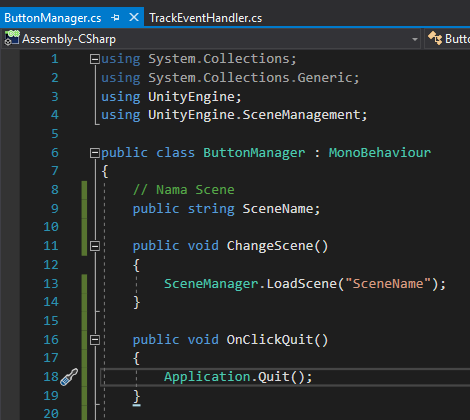 ButtonManager.cs TrackEventHandler.cs
Assembly-CSharp
1 using System.Collections;
2 using System.Collections.Generic;
3 using UnityEngine;
4 using UnityEngine.SceneManagement;
5
6 public class ButtonManager : MonoBehaviour
7 {
8 // Nama Scene
9 public string SceneName;
10
11 public void ChangeScene()
12 {
13 SceneManager.LoadScene("SceneName");
14 }
15
16 public void OnClickQuit()
17 {
18 Application.Quit();
19 }
20